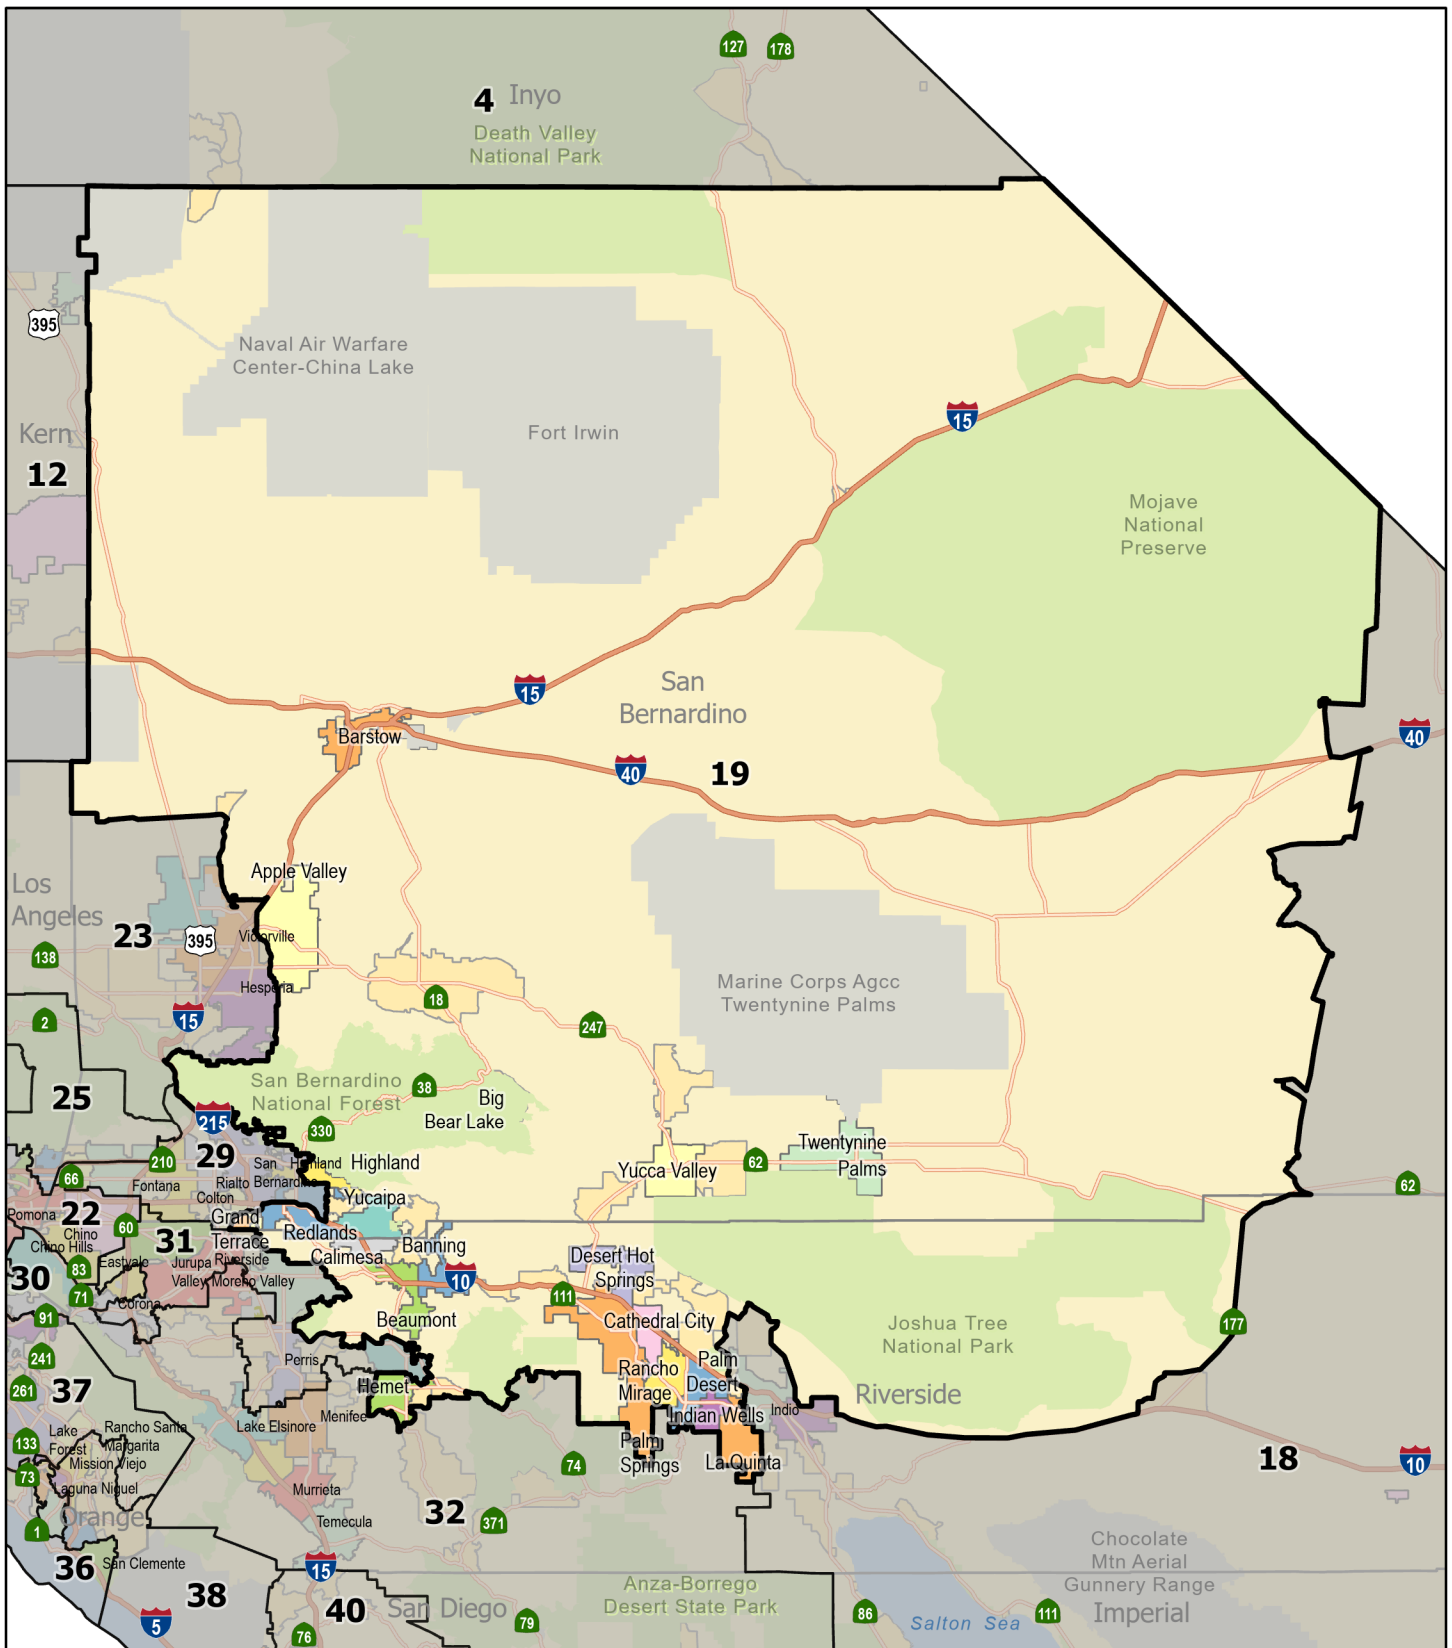 127
178
4 Inyo
Death Valley
National Park
395
Naval Air Warfare
Center-China Lake
Fort Irwin
15
Kern
12
Mojave
National
Preserve
15
San
Bernardino
Barstow
40
40
19
Apple Valley
Los
Angeles
23
395
Victorville
138
Hesperia
Marine Corps Agcc
Twentynine Palms
18
15
2
247
San Bernardino
National Forest
38
Big
Bear Lake
25
215
330
Twentynine
Palms
29
210
San
Bernardino
Highland
Highland
Yucca Valley
62
62
66
Fontana
Rialto
Colton
Yucaipa
Pomona
22
60
Grand
Terrace
Redlands
Chino
Chino Hills
31
Calimesa
Banning
Eastvale
Jurupa
Valley
Riverside
Moreno Valley
Desert Hot
Springs
30
83
10
71
Corona
111
91
Beaumont
Cathedral City
177
Joshua Tree
National Park
241
Perris
Rancho
Mirage
Palm
Desert
261
37
Hemet
Riverside
Lake Elsinore
Menifee
Indian Wells
Indio
133
Lake
Forest
Rancho Santa
Margarita
Mission Viejo
Palm
Springs
La Quinta
73
74
18
10
Laguna Niguel
Murrieta
Orange
32
371
Temecula
1
Chocolate
Mtn Aerial
Gunnery Range
36
San Clemente
15
38
40
San Diego
Anza-Borrego
Desert State Park
Imperial
5
76
79
86
Salton Sea
111